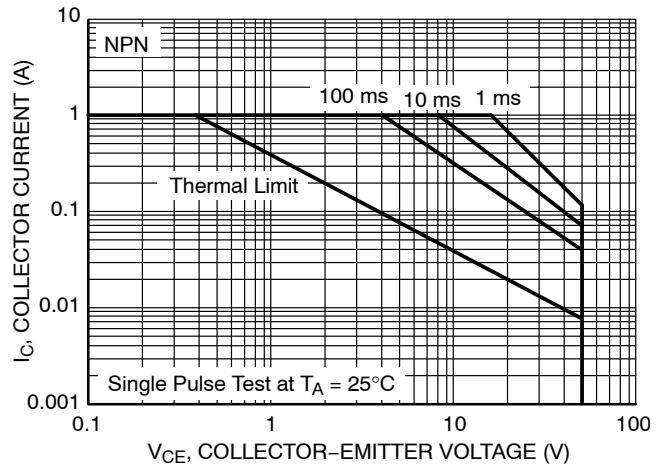 10
NPN
100 ms
10 ms
1 ms
1
Thermal Limit
0.1
0.01
Single Pulse Test at TA = 25°C
0.001
0.1
1
10
100
IC, COLLECTOR CURRENT (A)
VCE, COLLECTOR−EMITTER VOLTAGE (V)